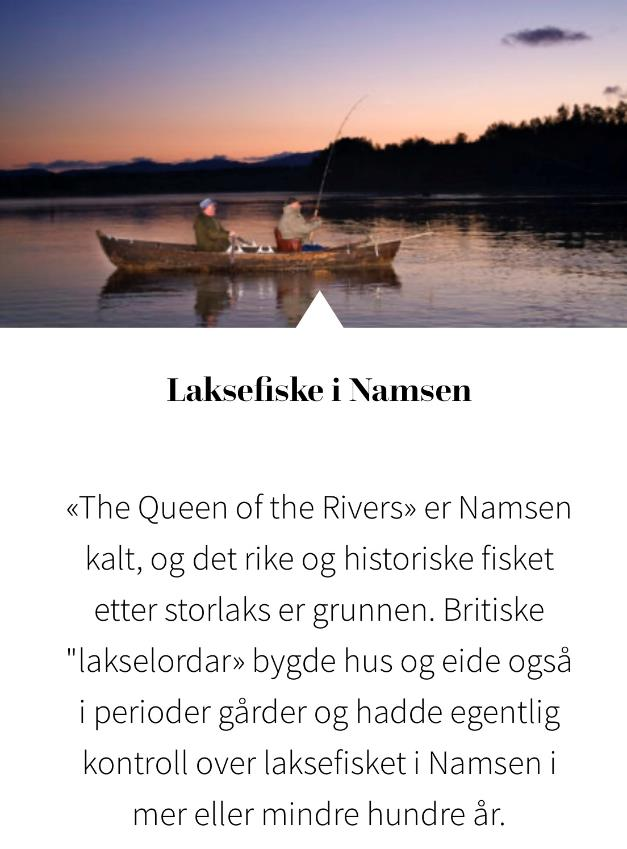 Laksefiske i Namsen
«The Queen of the Rivers» er Namsen
kalt, og det rike og historiske fisket
etter storlaks er grunnen. Britiske
"lakselordar» bygde hus og eide også
i perioder gårder og hadde egentlig
kontroll over laksefisket i Namsen i
mer eller mindre hundre år.